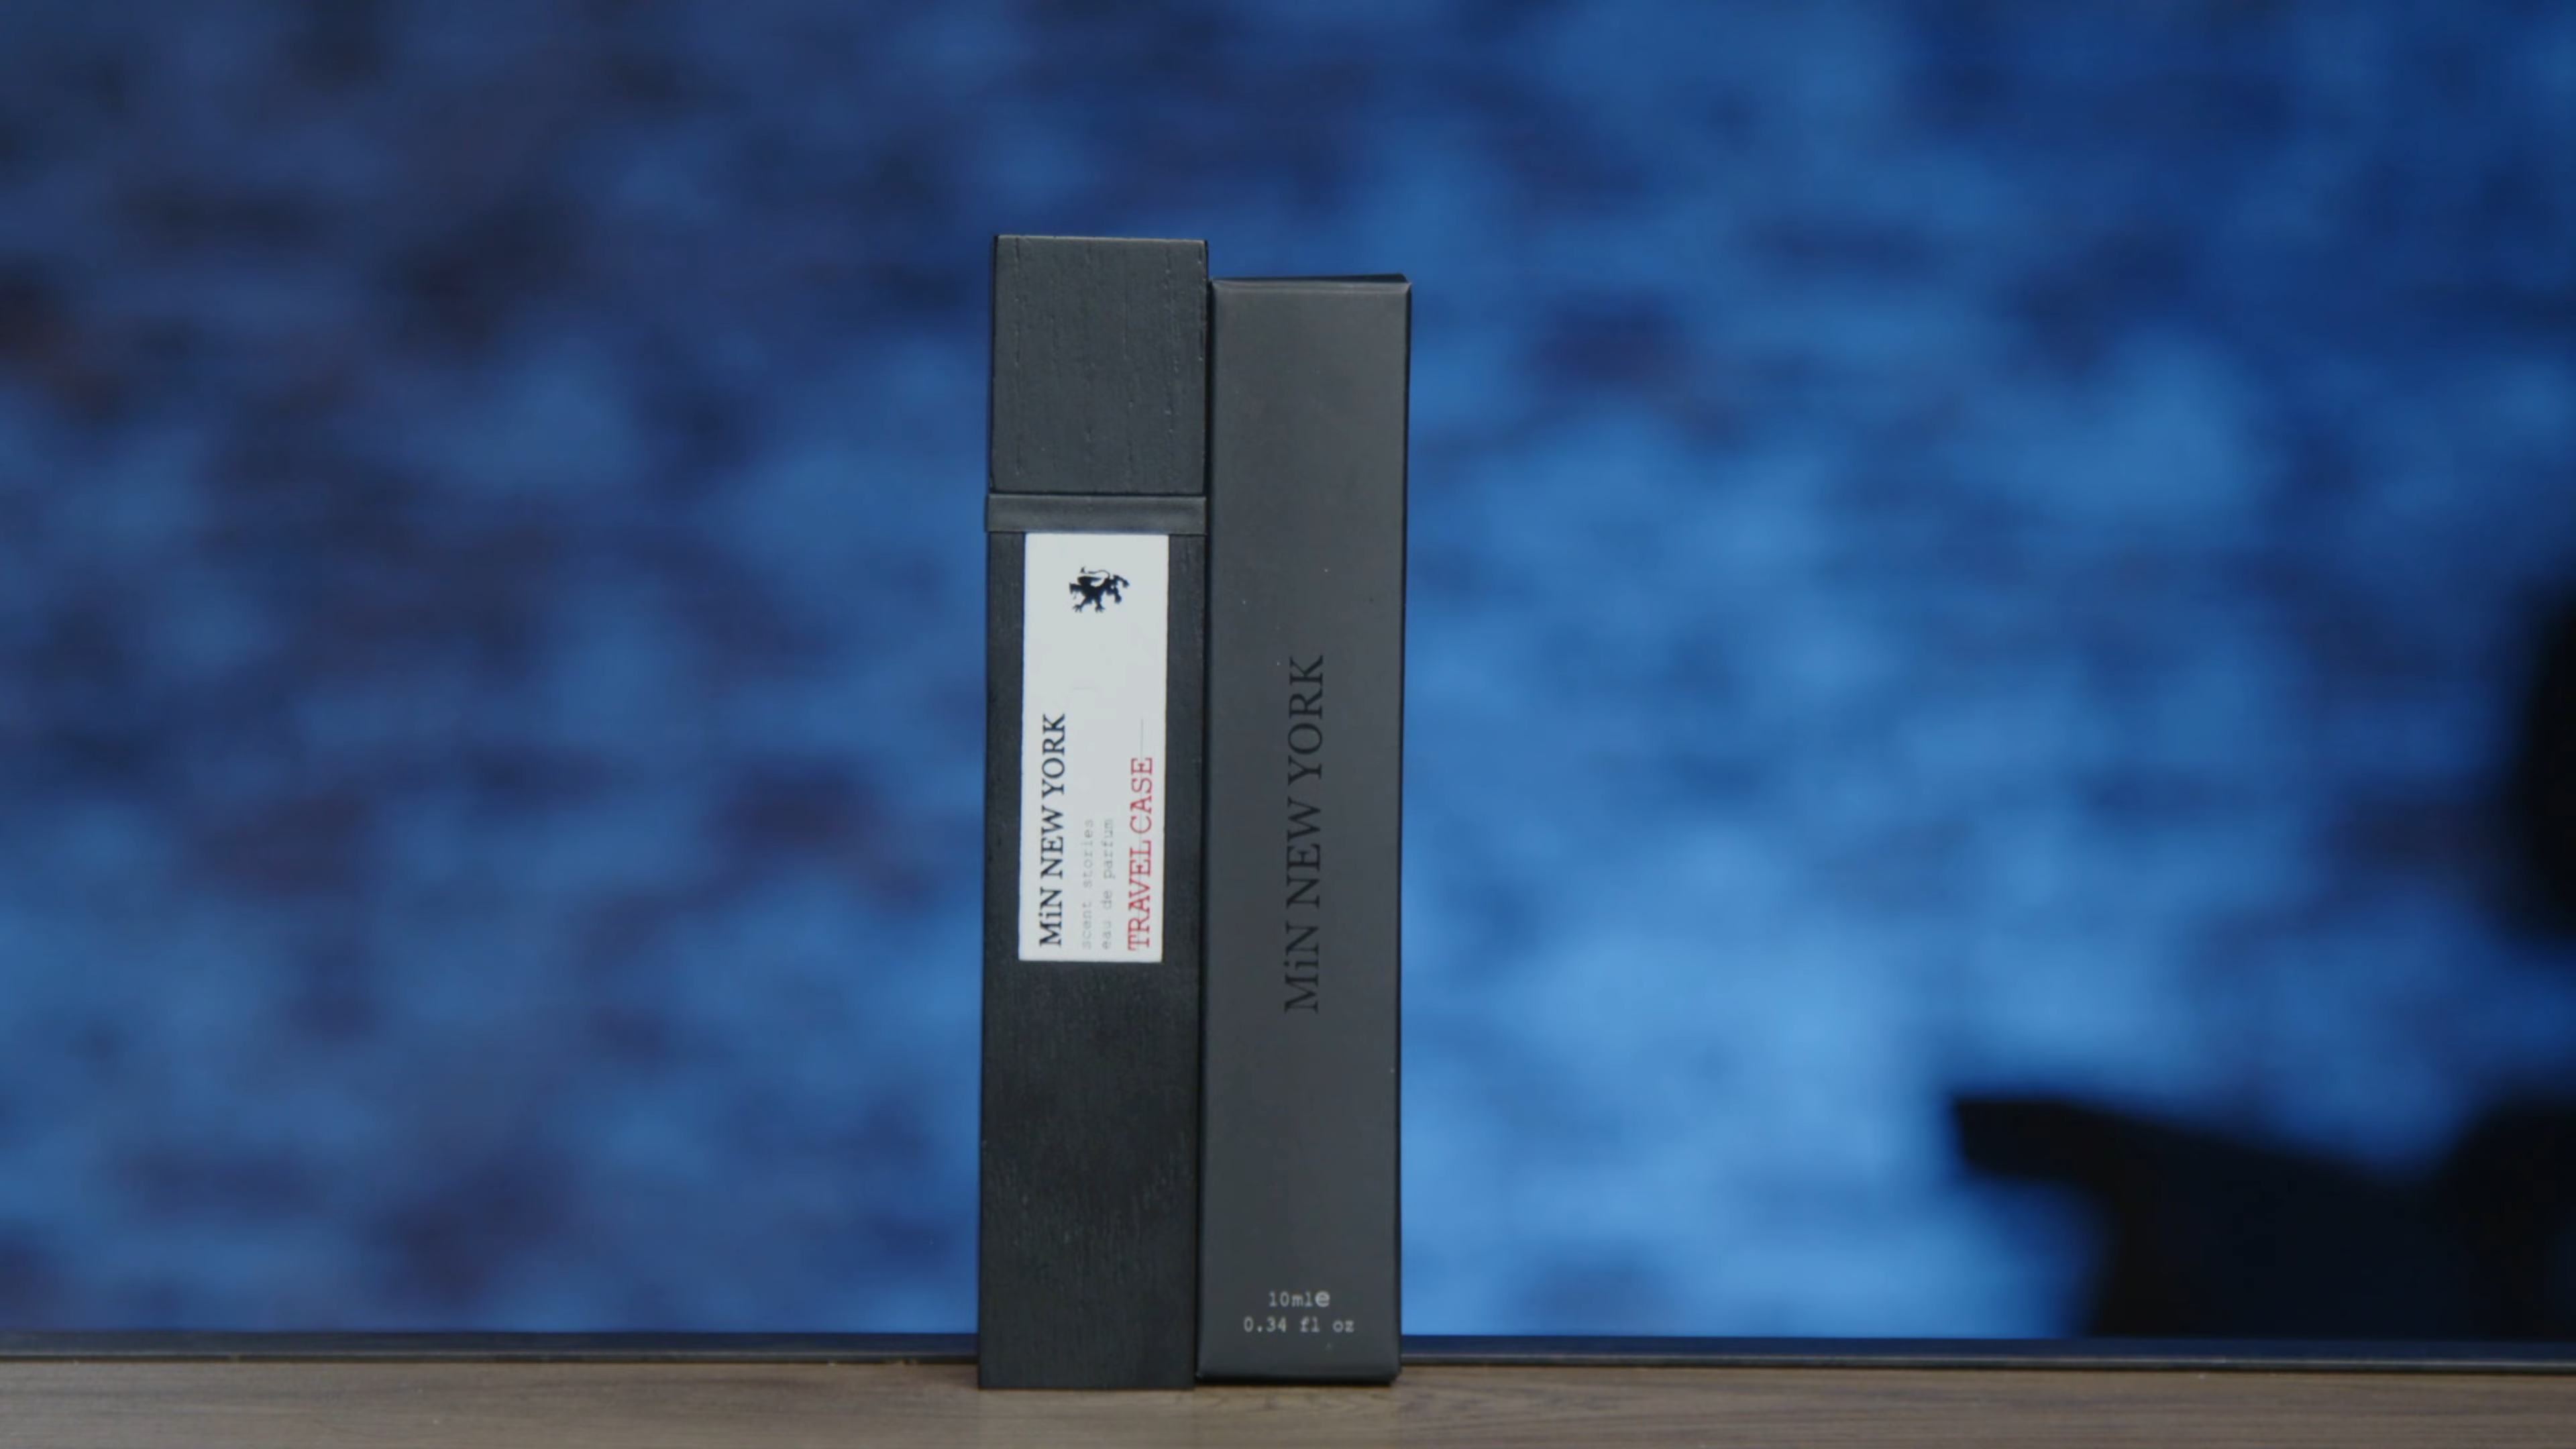 MiN NEW YORK
scent stories
eau de parfum
TRAVEL CASE
MiN NEW YORK
10ml℮
0.34 fl oz